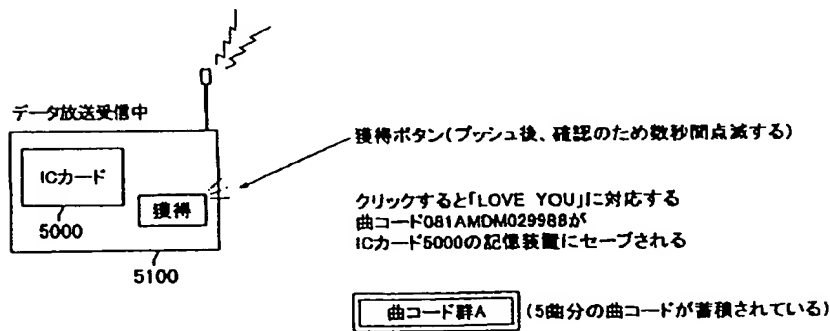 データ放送受信中
獲得ボタン(プッシュ後、確認のため数秒間点滅する)
ICカード
獲得
5000
5100
クリックすると「LOVE YOU」に対応する
曲コード081AMDM029988が
ICカード5000の記憶装置にセーブされる
曲コード群A
(5曲分の曲コードが蓄積されている)